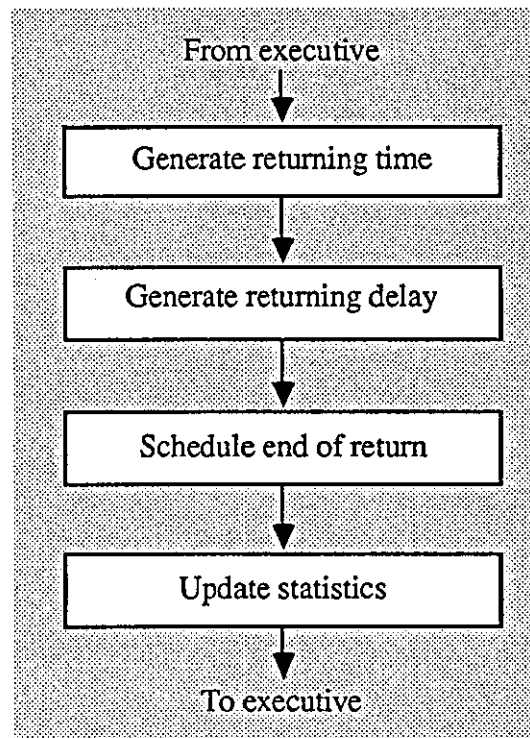 From executive
Generate returning time
Generate returning delay
Schedule end of return
Update statistics
To executive